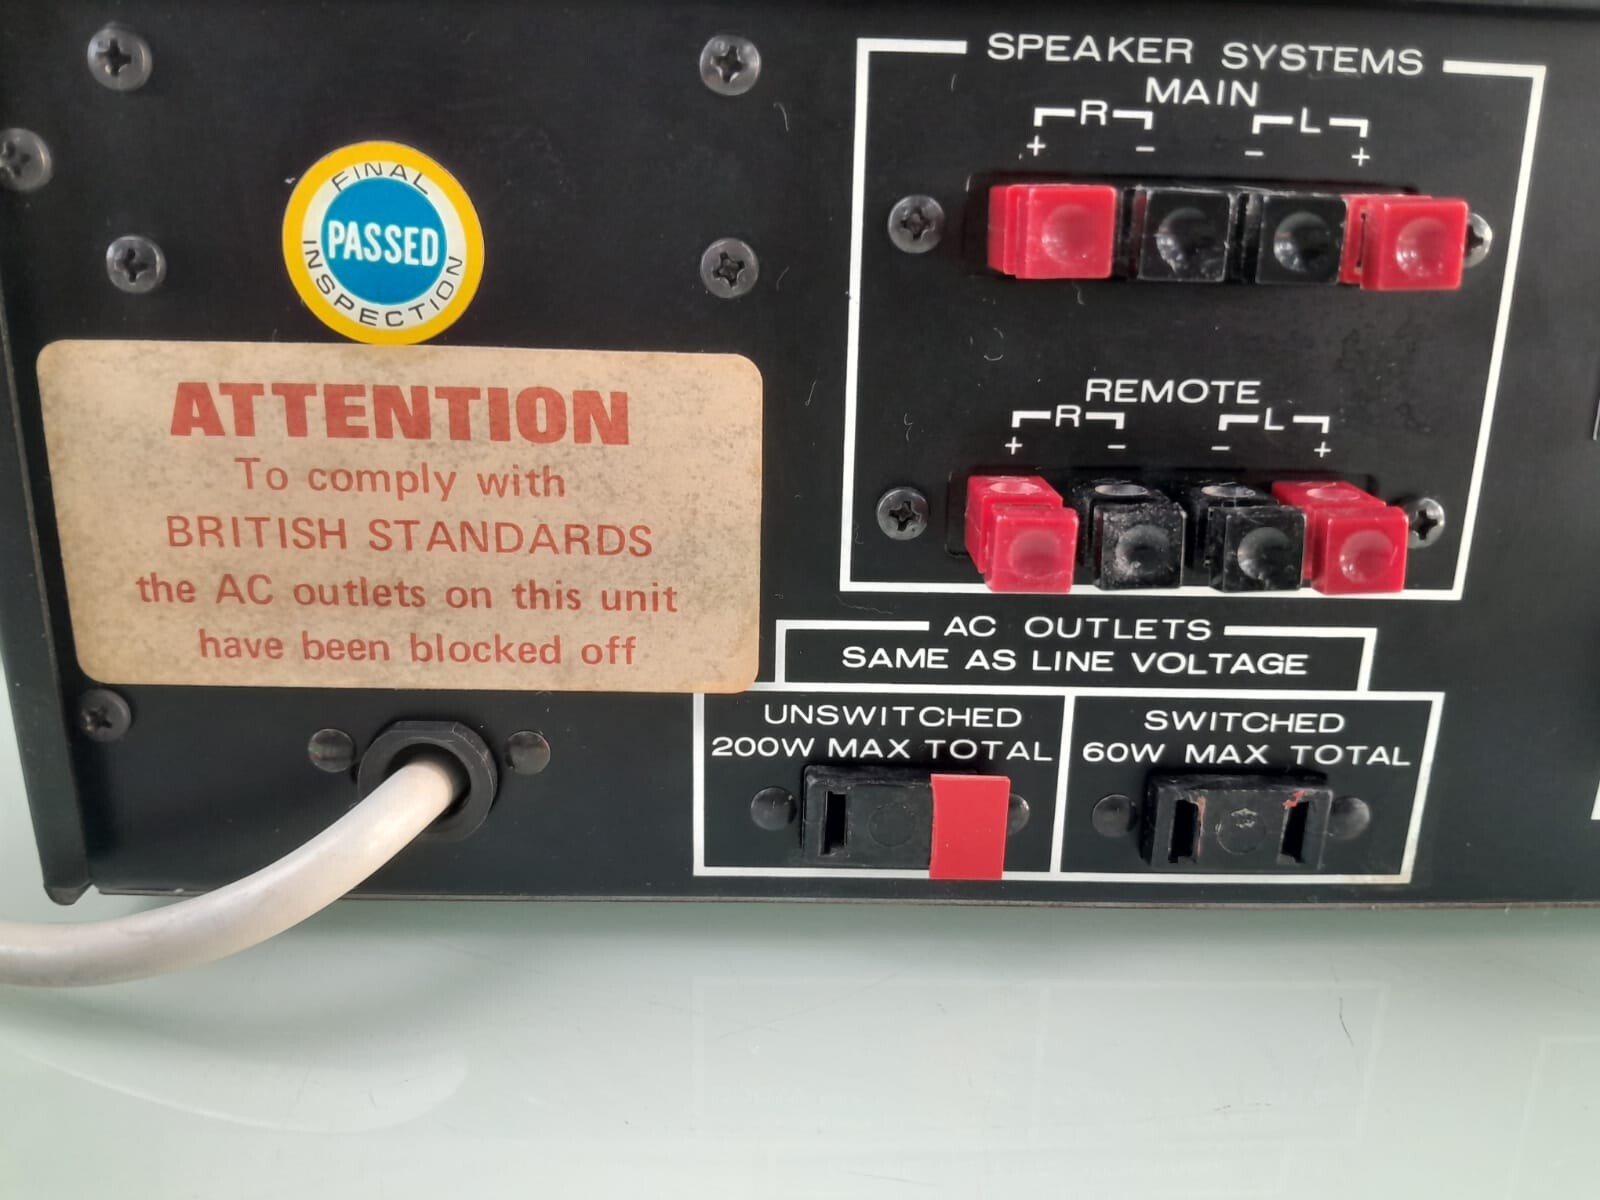 FINAL
PASSED
INSPECTION
ATTENTION
To comply with
BRITISH STANDARDS
the AC outlets on this unit
have been blocked off
SPEAKER SYSTEMS
MAIN
R L
+ − − +
REMOTE
R L
+ − − +
AC OUTLETS
SAME AS LINE VOLTAGE
UNSWITCHED
200W MAX TOTAL
SWITCHED
60W MAX TOTAL